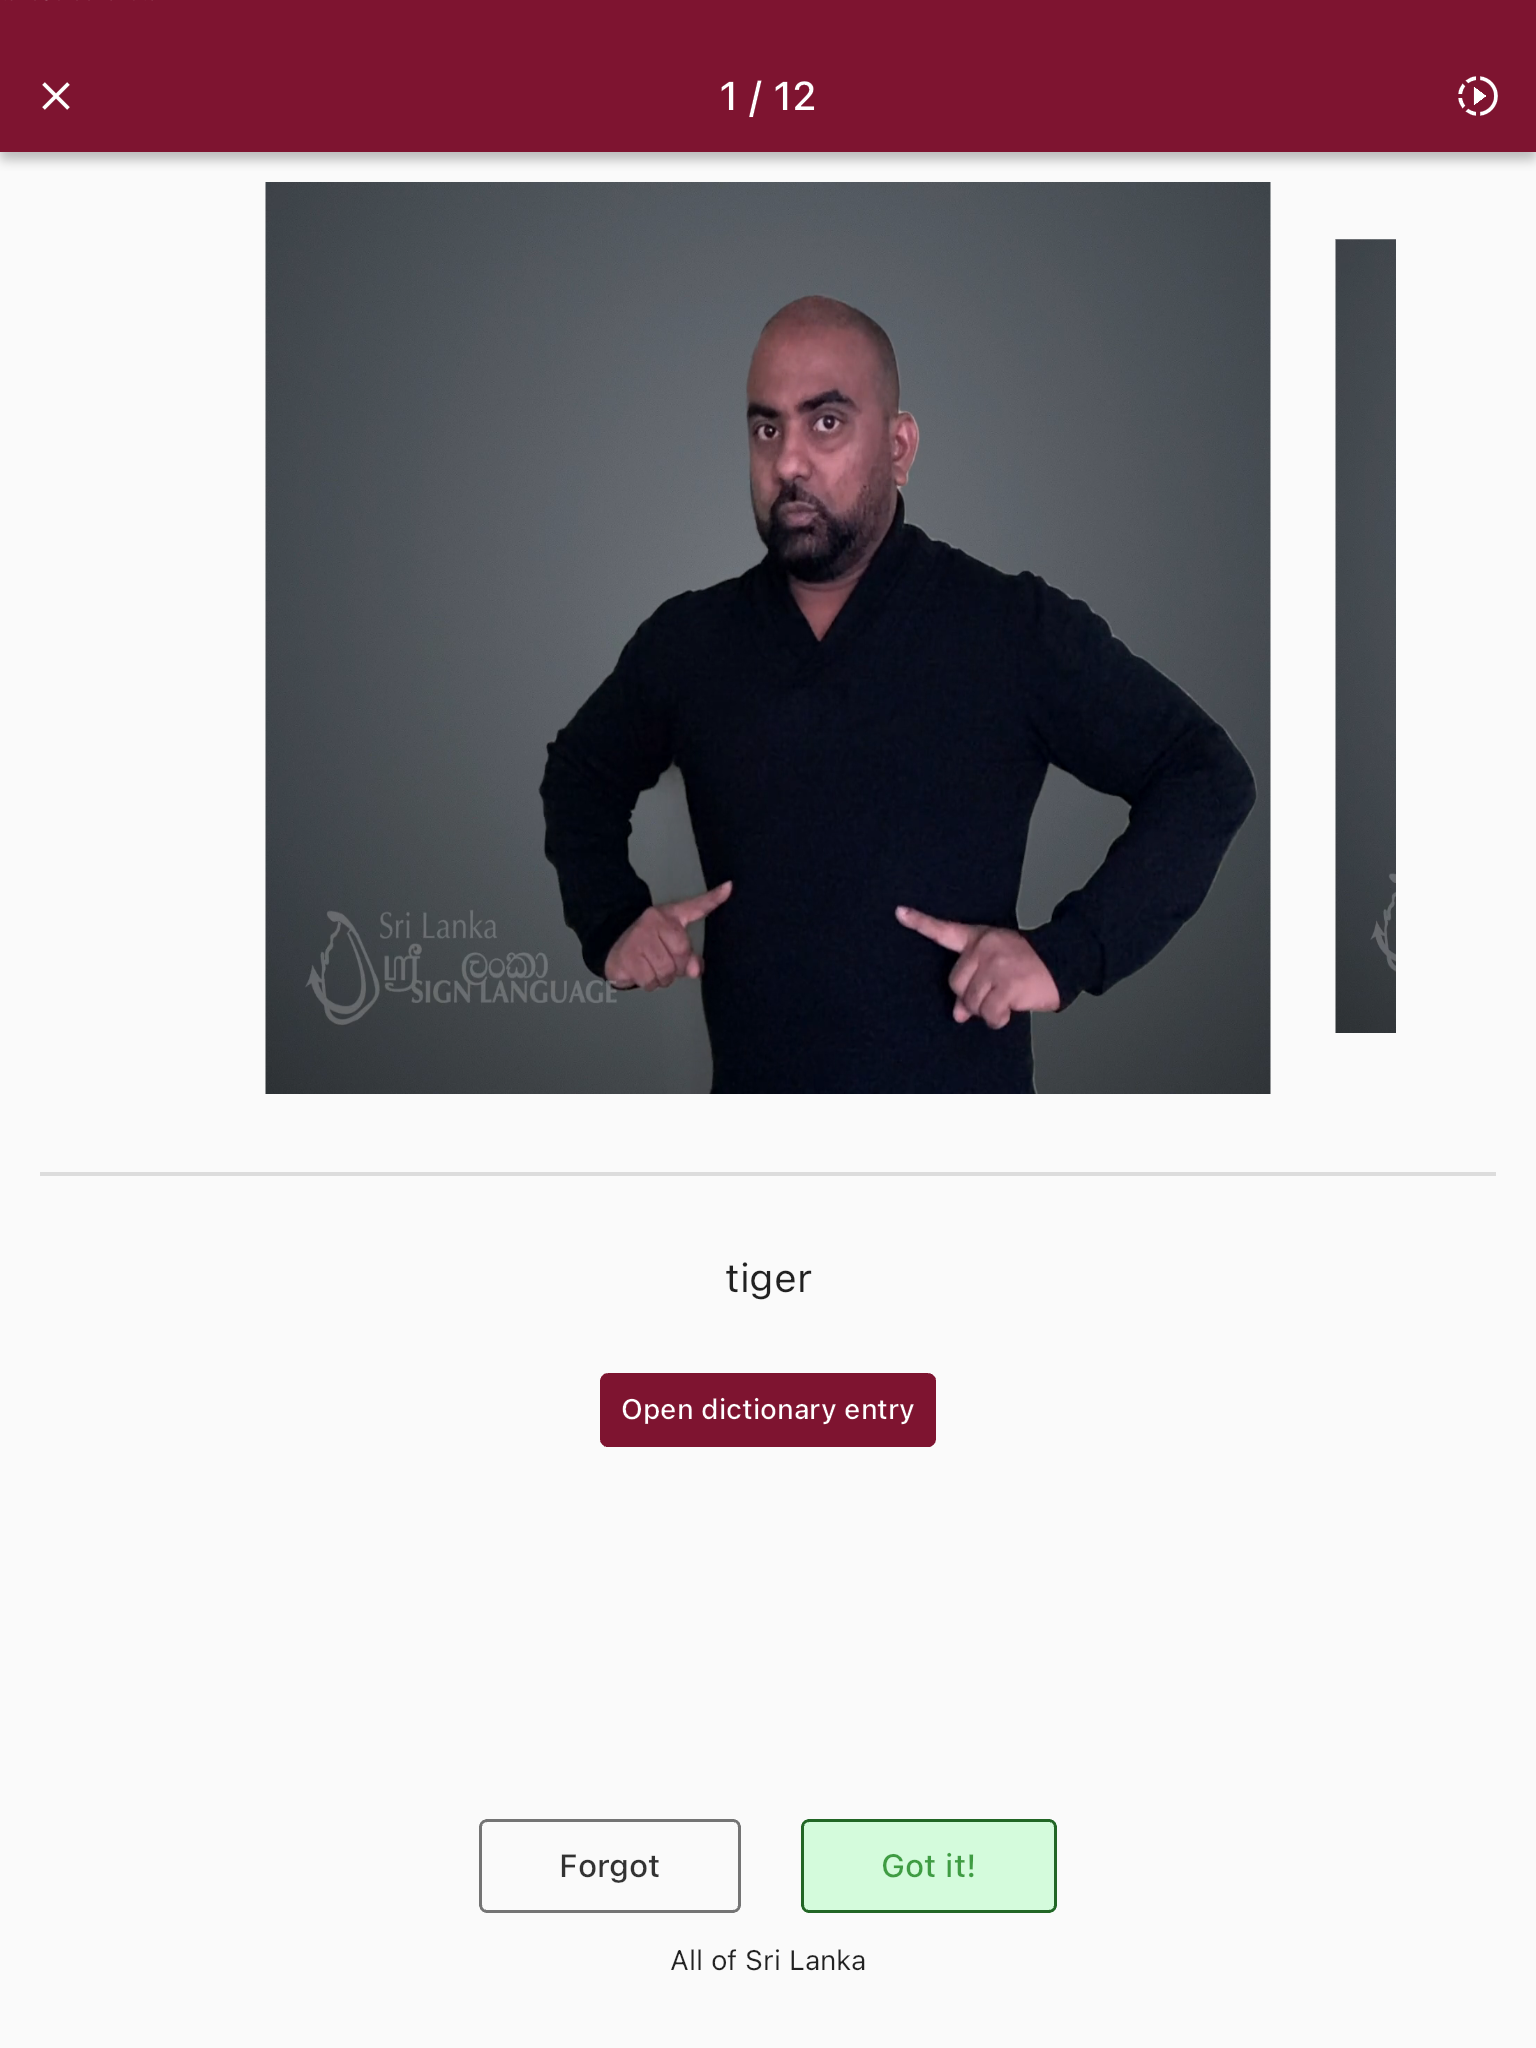 1 / 12
Sri Lanka
ஸ்ரீ ලංකා
SIGN LANGUAGE
tiger
Open dictionary entry
Forgot
Got it!
All of Sri Lanka